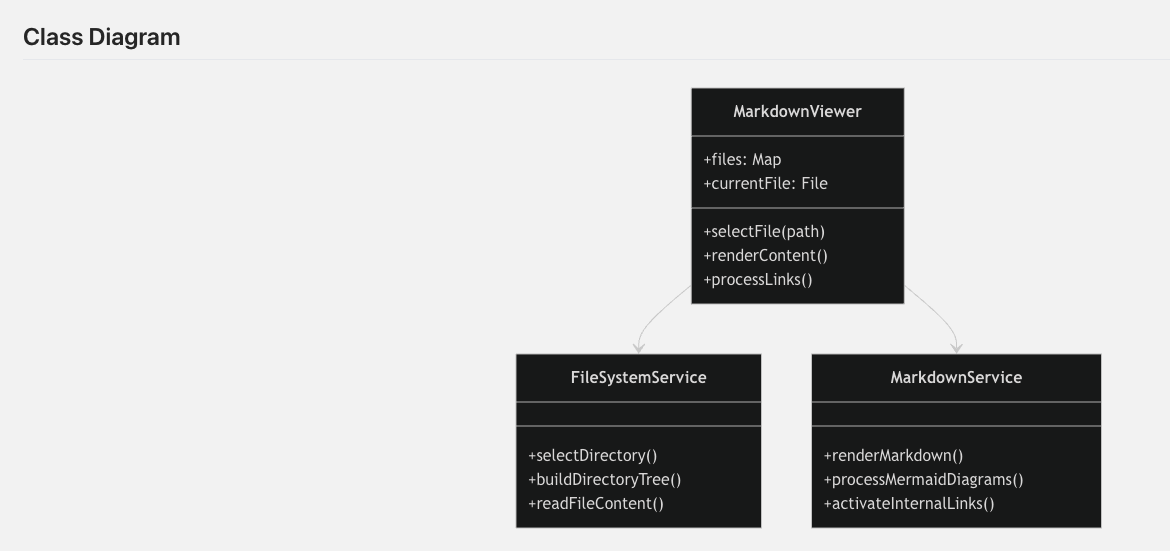 Class Diagram
MarkdownViewer
+files: Map
+currentFile: File
+selectFile(path)
+renderContent()
+processLinks()
FileSystemService
+selectDirectory()
+buildDirectoryTree()
+readFileContent()
MarkdownService
+renderMarkdown()
+processMermaidDiagrams()
+activateInternalLinks()